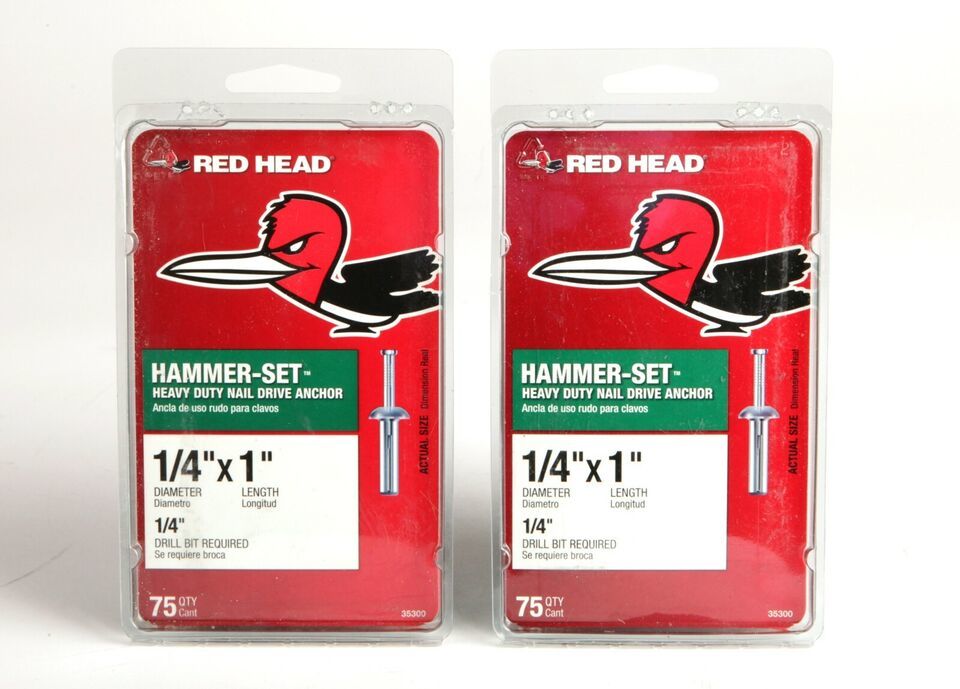 RED HEAD®
HAMMER-SET™
HEAVY DUTY NAIL DRIVE ANCHOR
Ancla de uso rudo para clavos
1/4" x 1"
DIAMETER LENGTH
Diametro Longitud
1/4"
DRILL BIT REQUIRED
Se requiere broca
ACTUAL SIZE Dimension Real
75 QTY
Cant
35300
RED HEAD®
HAMMER-SET™
HEAVY DUTY NAIL DRIVE ANCHOR
Ancla de uso rudo para clavos
1/4" x 1"
DIAMETER LENGTH
Diametro Longitud
1/4"
DRILL BIT REQUIRED
Se requiere broca
ACTUAL SIZE Dimension Real
75 QTY
Cant
35300